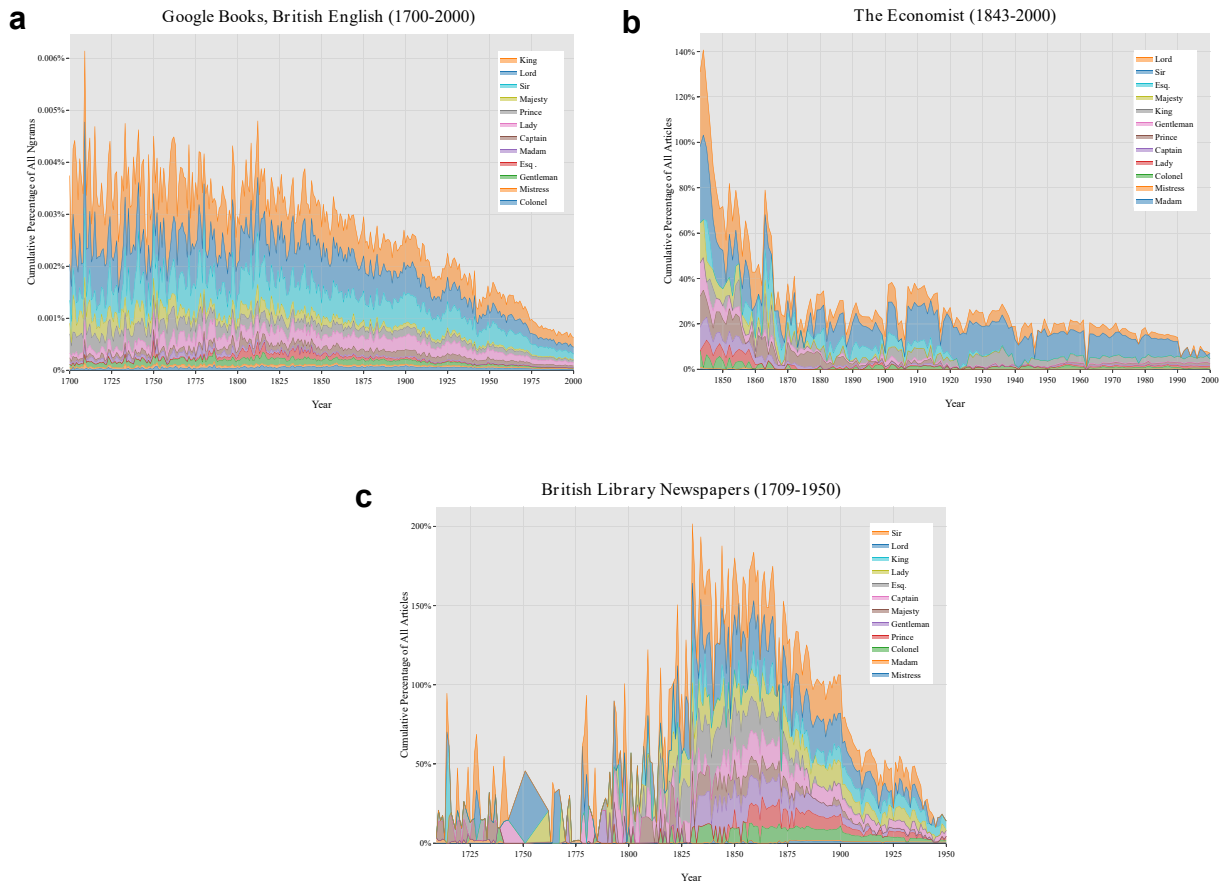 a
Google Books, British English (1700-2000)
Cumulative Percentage of All Ngrams
0.006%
0.005%
0.004%
0.003%
0.002%
0.001%
0%
1700 1725 1750 1775 1800 1825 1850 1875 1900 1925 1950 1975 2000
Year
King
Lord
Sir
Majesty
Prince
Lady
Captain
Madam
Esq .
Gentleman
Mistress
Colonel
b
The Economist (1843-2000)
Cumulative Percentage of All Articles
140%
120%
100%
80%
60%
40%
20%
0%
1850 1860 1870 1880 1890 1900 1910 1920 1930 1940 1950 1960 1970 1980 1990 2000
Year
Lord
Sir
Esq.
Majesty
King
Gentleman
Prince
Captain
Lady
Colonel
Mistress
Madam
c
British Library Newspapers (1709-1950)
Cumulative Percentage of All Articles
200%
150%
100%
50%
0%
1725 1750 1775 1800 1825 1850 1875 1900 1925 1950
Year
Sir
Lord
King
Lady
Esq.
Captain
Majesty
Gentleman
Prince
Colonel
Madam
Mistress